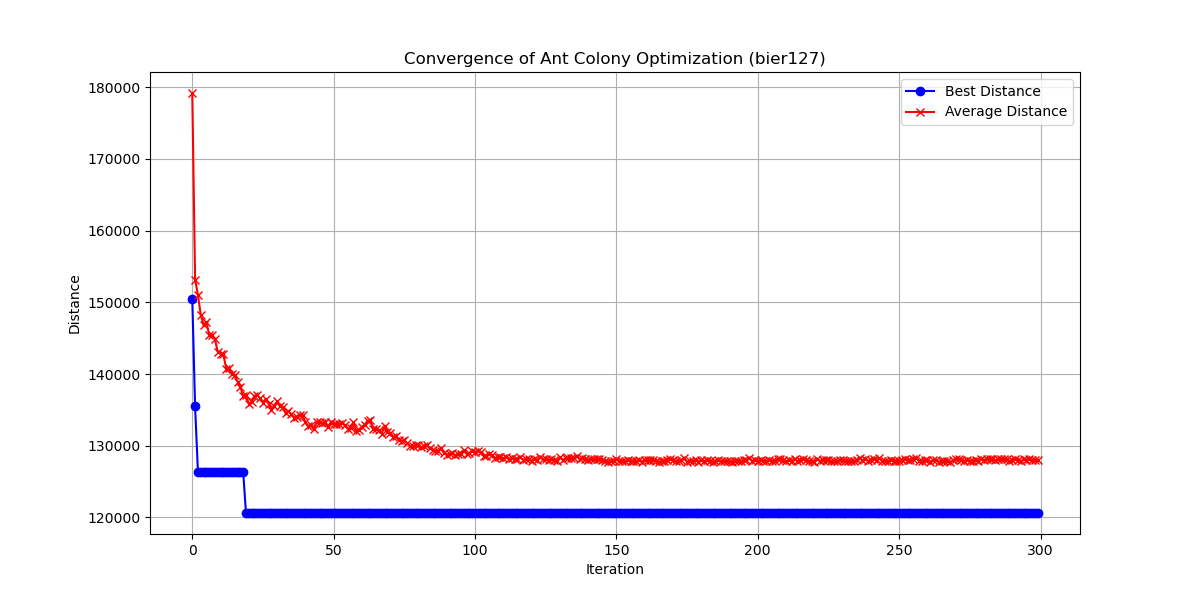 Convergence of Ant Colony Optimization (bier127)
Best Distance
Average Distance
180000
170000
160000
150000
140000
130000
120000
Distance
0 50 100 150 200 250 300
Iteration